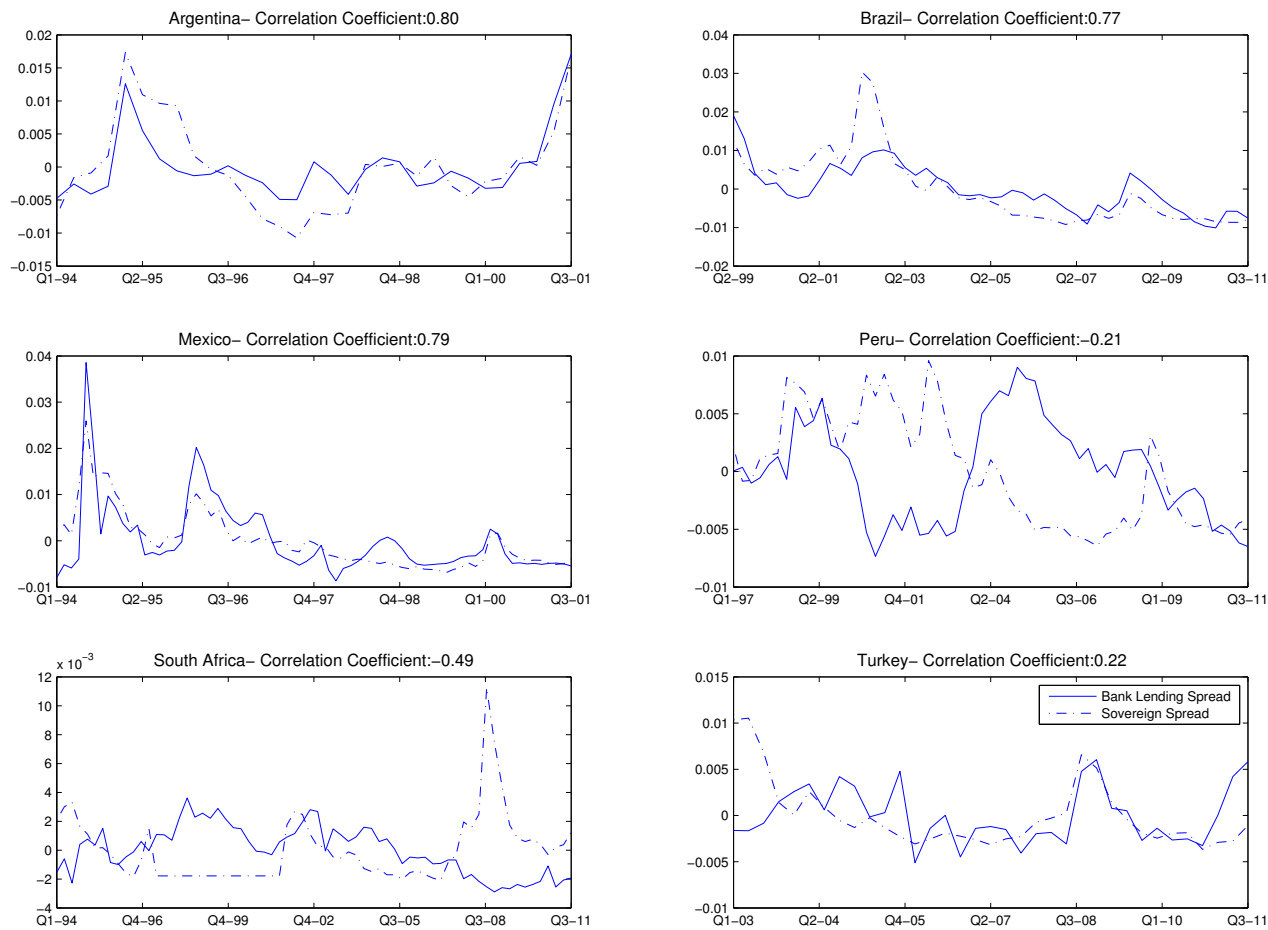 Argentina− Correlation Coefficient:0.80
0.02
0.015
0.01
0.005
0
−0.005
−0.01
−0.015
Q1−94 Q2−95 Q3−96 Q4−97 Q4−98 Q1−00 Q3−01
Brazil− Correlation Coefficient:0.77
0.04
0.03
0.02
0.01
0
−0.01
−0.02
Q2−99 Q2−01 Q2−03 Q2−05 Q2−07 Q2−09 Q3−11
Mexico− Correlation Coefficient:0.79
0.04
0.03
0.02
0.01
0
−0.01
Q1−94 Q2−95 Q3−96 Q4−97 Q4−98 Q1−00 Q3−01
Peru− Correlation Coefficient:−0.21
0.01
0.005
0
−0.005
−0.01
Q1−97 Q2−99 Q4−01 Q2−04 Q3−06 Q1−09 Q3−11
South Africa− Correlation Coefficient:−0.49
x 10−3
12
10
8
6
4
2
0
−2
−4
Q1−94 Q4−96 Q4−99 Q4−02 Q3−05 Q3−08 Q3−11
Turkey− Correlation Coefficient:0.22
0.015
0.01
0.005
0
−0.005
−0.01
Bank Lending Spread
Sovereign Spread
Q1−03 Q2−04 Q4−05 Q2−07 Q3−08 Q1−10 Q3−11